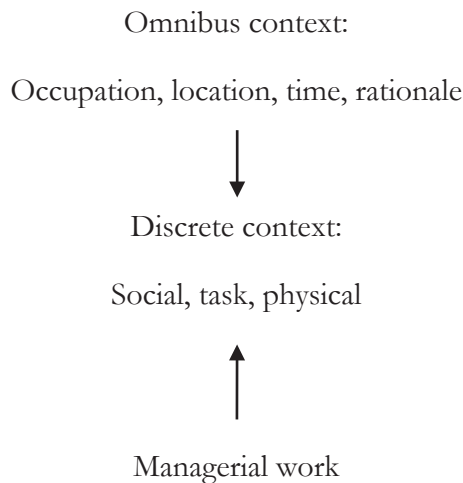 Omnibus context:
Occupation, location, time, rationale
Discrete context:
Social, task, physical
Managerial work